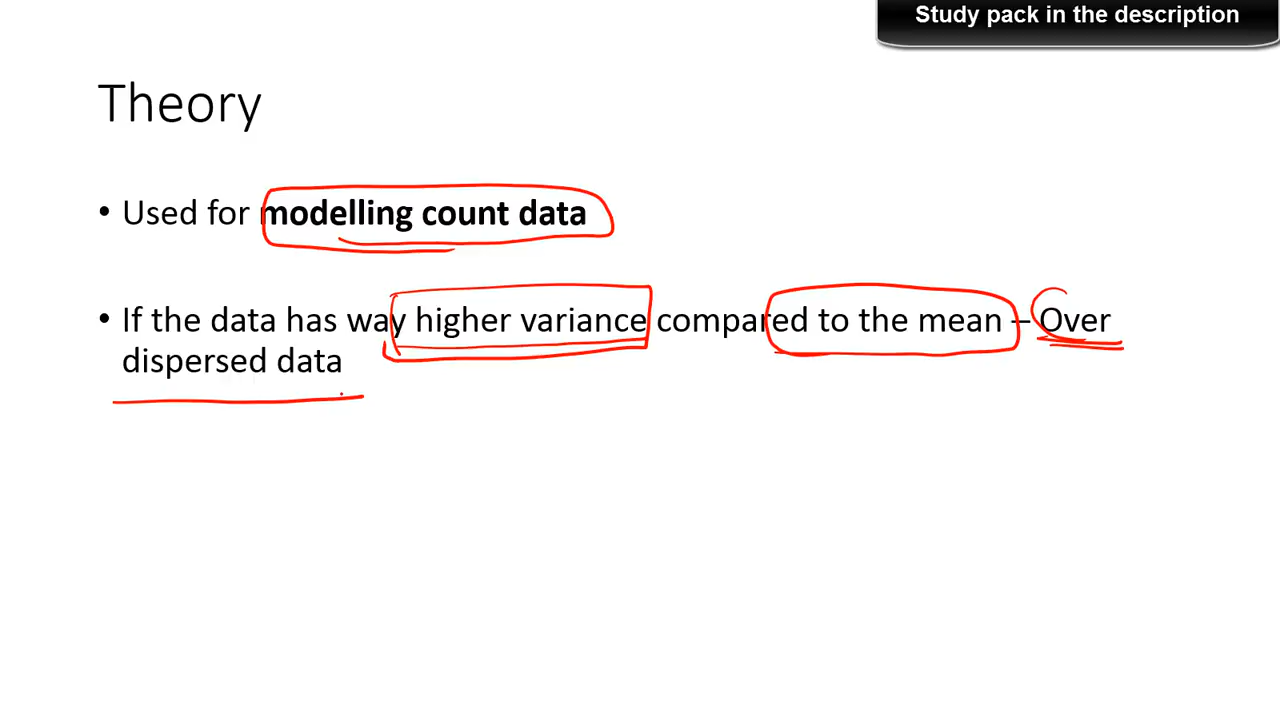 Study pack in the description
Theory
• Used for modelling count data
• If the data has way higher variance compared to the mean – Over
dispersed data